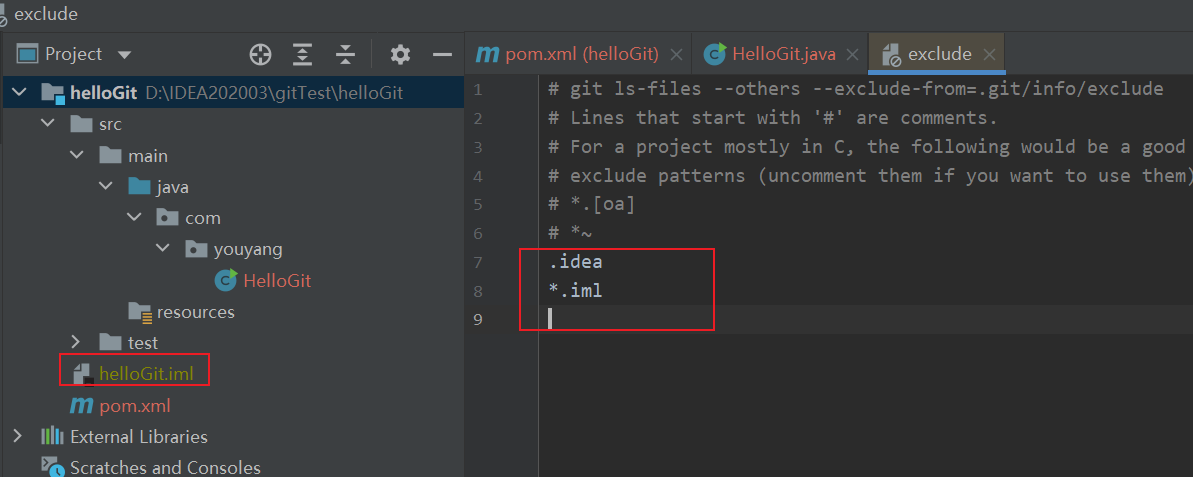 exclude
Project
pom.xml (helloGit)
HelloGit.java
exclude
helloGit D:\IDEA202003\gitTest\helloGit
src
main
java
com
youyang
HelloGit
resources
test
helloGit.iml
pom.xml
External Libraries
Scratches and Consoles
1 # git ls-files --others --exclude-from=.git/info/exclude
2 # Lines that start with '#' are comments.
3 # For a project mostly in C, the following would be a good
4 # exclude patterns (uncomment them if you want to use them)
5 # *.[oa]
6 # *~
7 .idea
8 *.iml
9